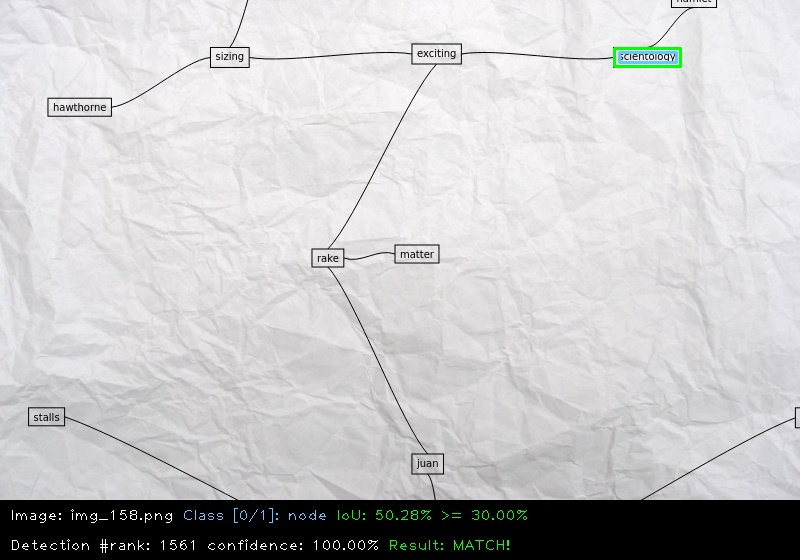 hamlet
sizing
exciting
scientology
hawthorne
rake
matter
stalls
juan
Image: img_158.png Class [0/1]: node IoU: 50.28% >= 30.00%
Detection #rank: 1561 confidence: 100.00% Result: MATCH!